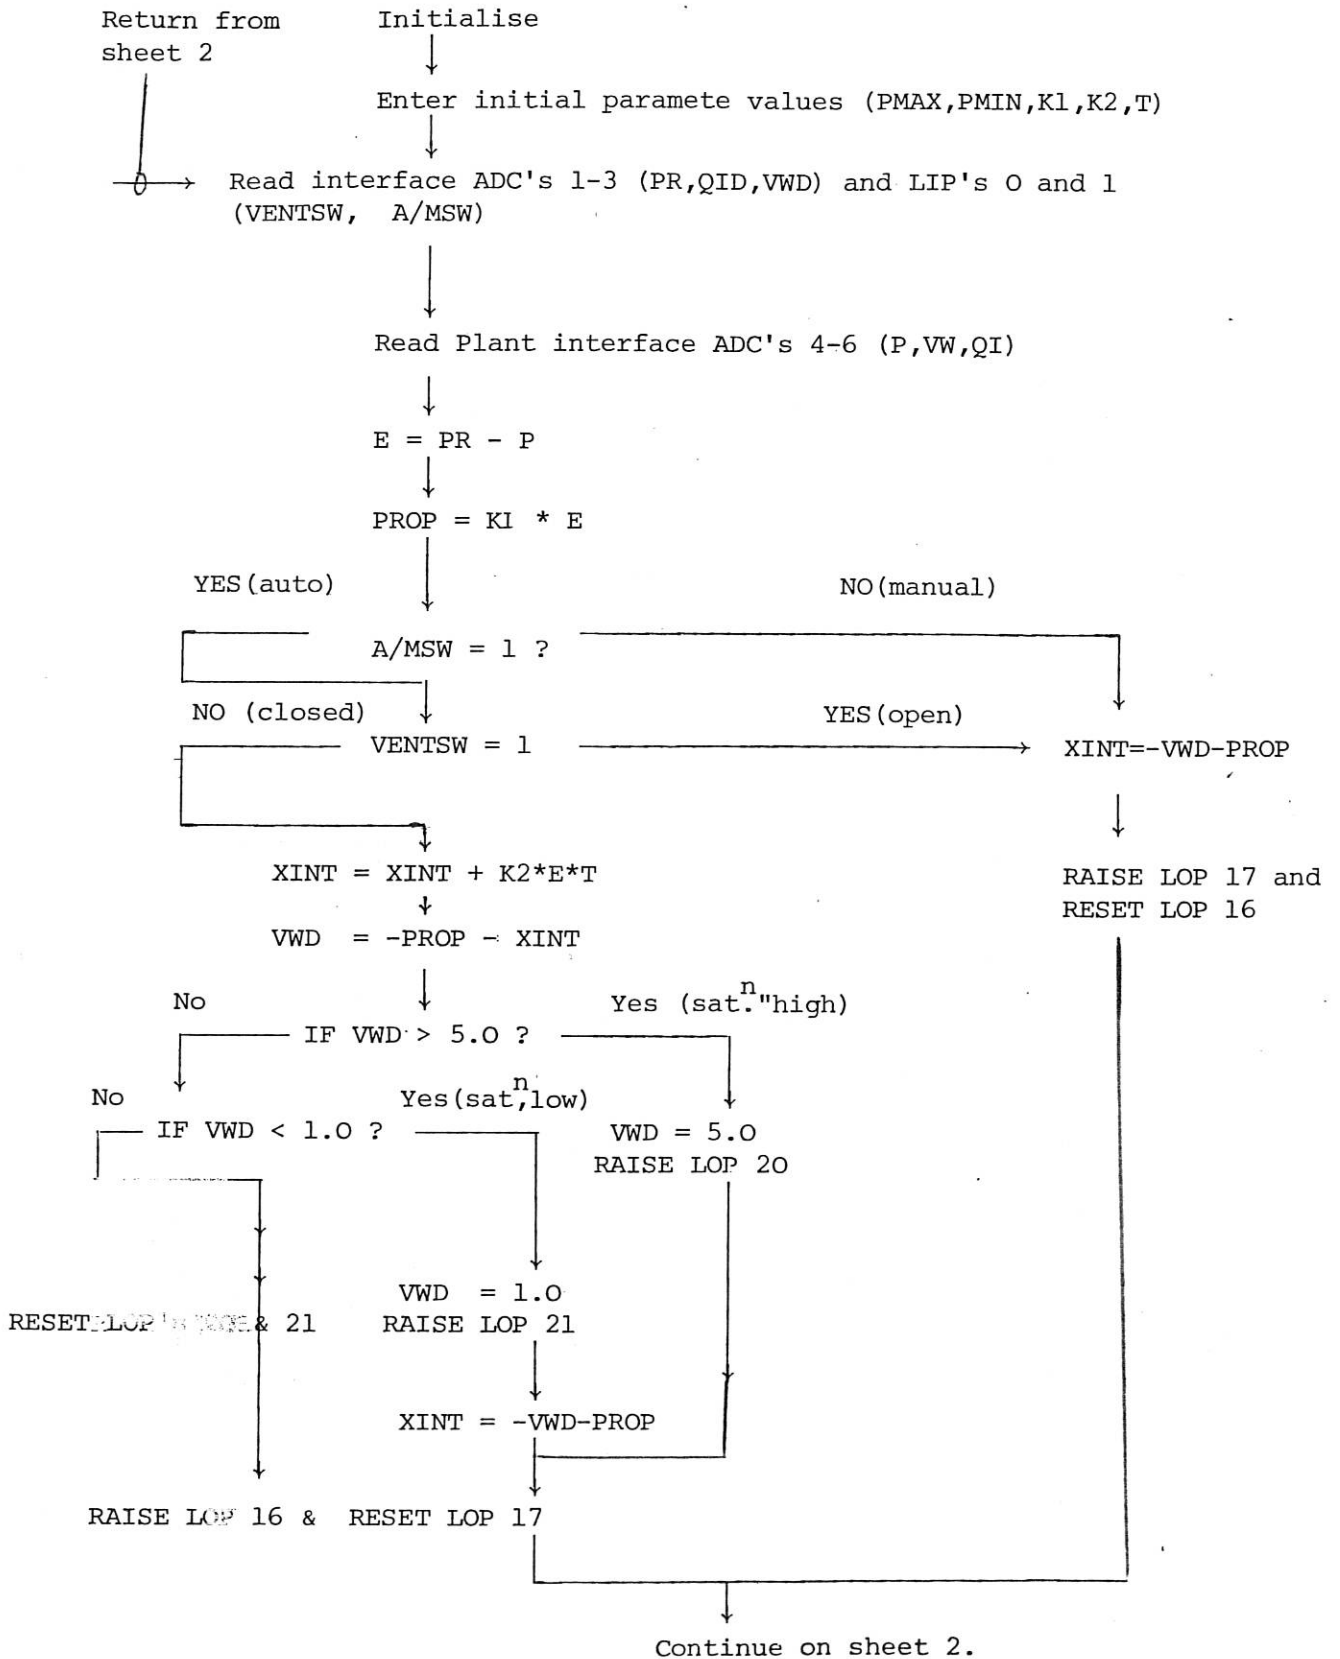 Return from
sheet 2
Initialise
Enter initial paramete values (PMAX,PMIN,K1,K2,T)
Read interface ADC's 1-3 (PR,QID,VWD) and LIP's 0 and 1
(VENTSW, A/MSW)
Read Plant interface ADC's 4-6 (P,VW,QI)
E = PR - P
PROP = KI * E
YES(auto)
NO(manual)
A/MSW = 1 ?
NO (closed)
YES(open)
VENTSW = 1
XINT=-VWD-PROP
XINT = XINT + K2*E*T
RAISE LOP 17 and
RESET LOP 16
VWD = -PROP - XINT
No
Yes (sat.n"high)
IF VWD > 5.0 ?
No
Yes(satn,low)
IF VWD < 1.0 ?
VWD = 5.0
RAISE LOP 20
VWD = 1.0
RESET LOP & 21
RAISE LOP 21
XINT = -VWD-PROP
RAISE LOP 16 & RESET LOP 17
Continue on sheet 2.